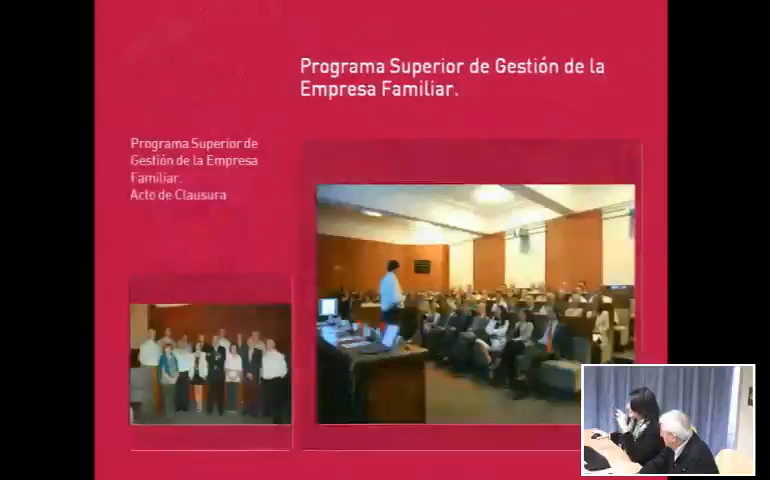 Programa Superior de Gestión de la
Empresa Familiar.
Programa Superior de
Gestión de la Empresa
Familiar.
Acto de Clausura